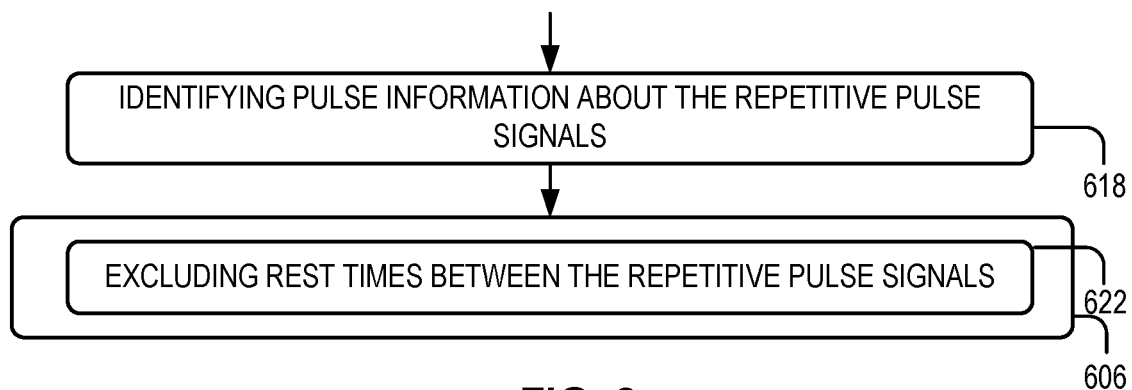 IDENTIFYING PULSE INFORMATION ABOUT THE REPETITIVE PULSE
SIGNALS
618
EXCLUDING REST TIMES BETWEEN THE REPETITIVE PULSE SIGNALS
622
606